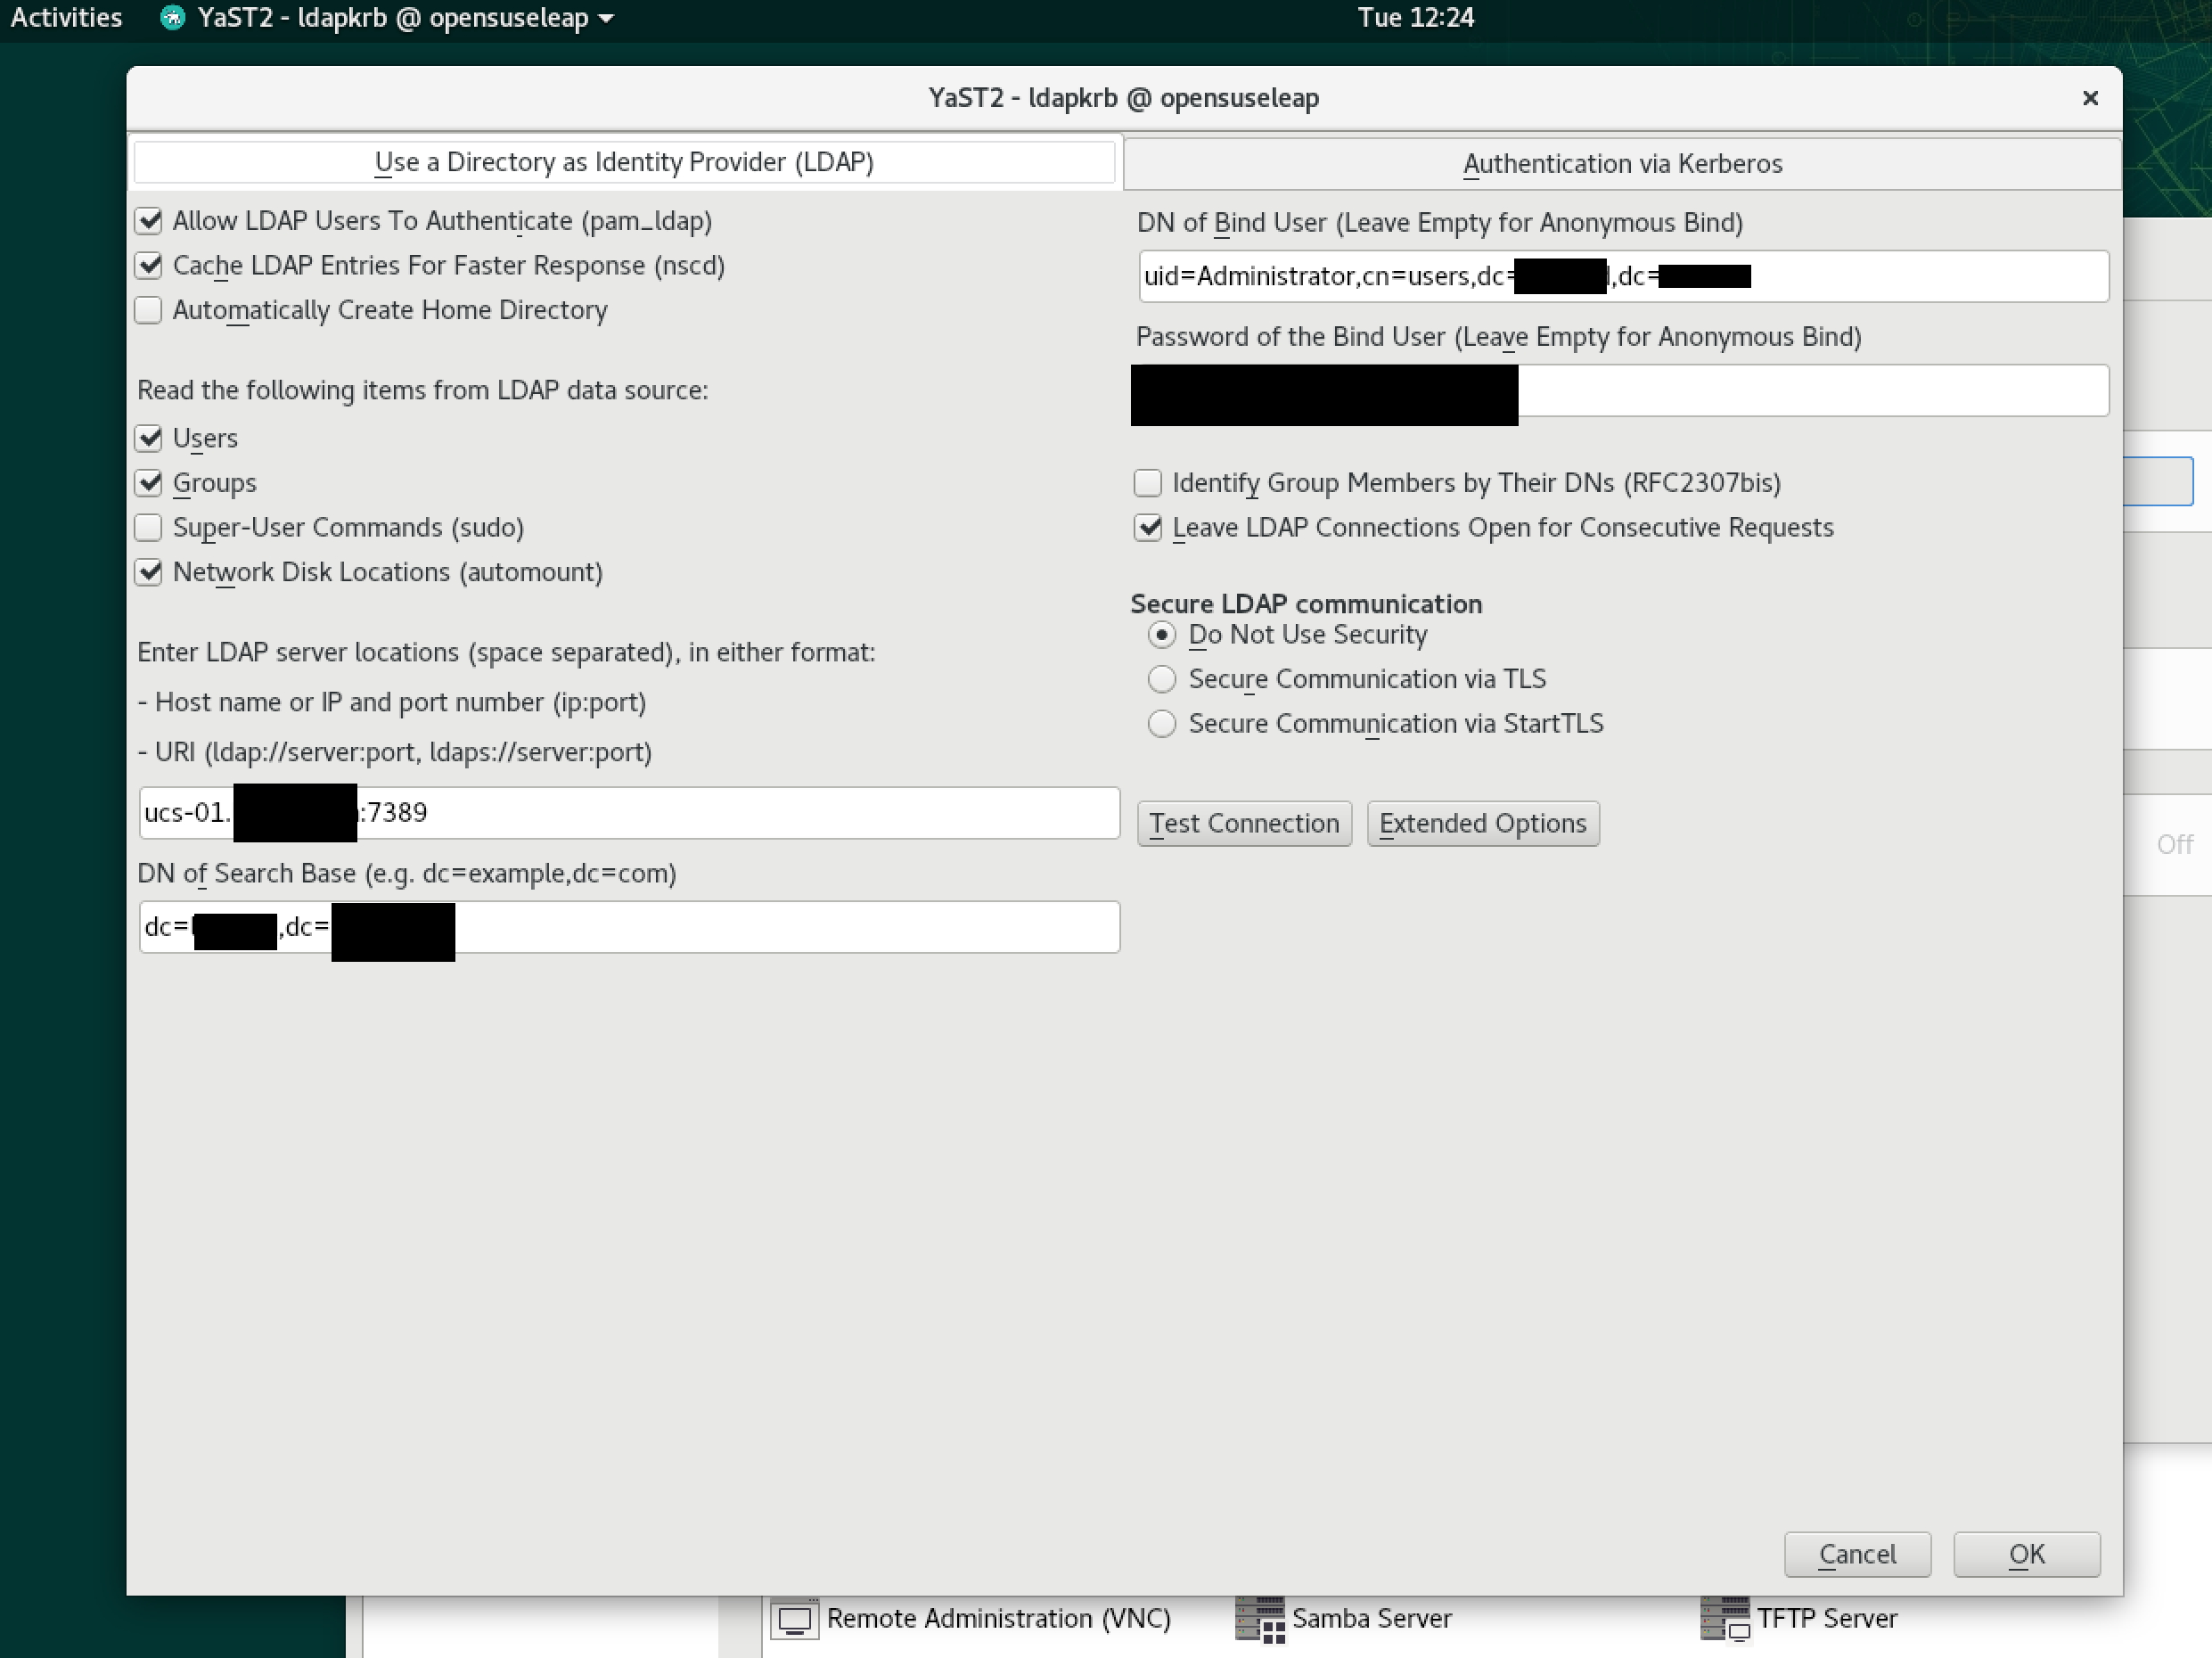 Activities YaST2 - ldapkrb @ opensuseleap Tue 12:24
YaST2 - ldapkrb @ opensuseleap
Use a Directory as Identity Provider (LDAP)
Authentication via Kerberos
Allow LDAP Users To Authenticate (pam_ldap)
Cache LDAP Entries For Faster Response (nscd)
Automatically Create Home Directory
Read the following items from LDAP data source:
Users
Groups
Super-User Commands (sudo)
Network Disk Locations (automount)
Enter LDAP server locations (space separated), in either format:
- Host name or IP and port number (ip:port)
- URI (ldap://server:port, ldaps://server:port)
ucs-01. :7389
DN of Search Base (e.g. dc=example,dc=com)
dc= ,dc=
DN of Bind User (Leave Empty for Anonymous Bind)
uid=Administrator,cn=users,dc= ,dc=
Password of the Bind User (Leave Empty for Anonymous Bind)
Identify Group Members by Their DNs (RFC2307bis)
Leave LDAP Connections Open for Consecutive Requests
Secure LDAP communication
Do Not Use Security
Secure Communication via TLS
Secure Communication via StartTLS
Test Connection
Extended Options
Off
Cancel
OK
Remote Administration (VNC)
Samba Server
TFTP Server